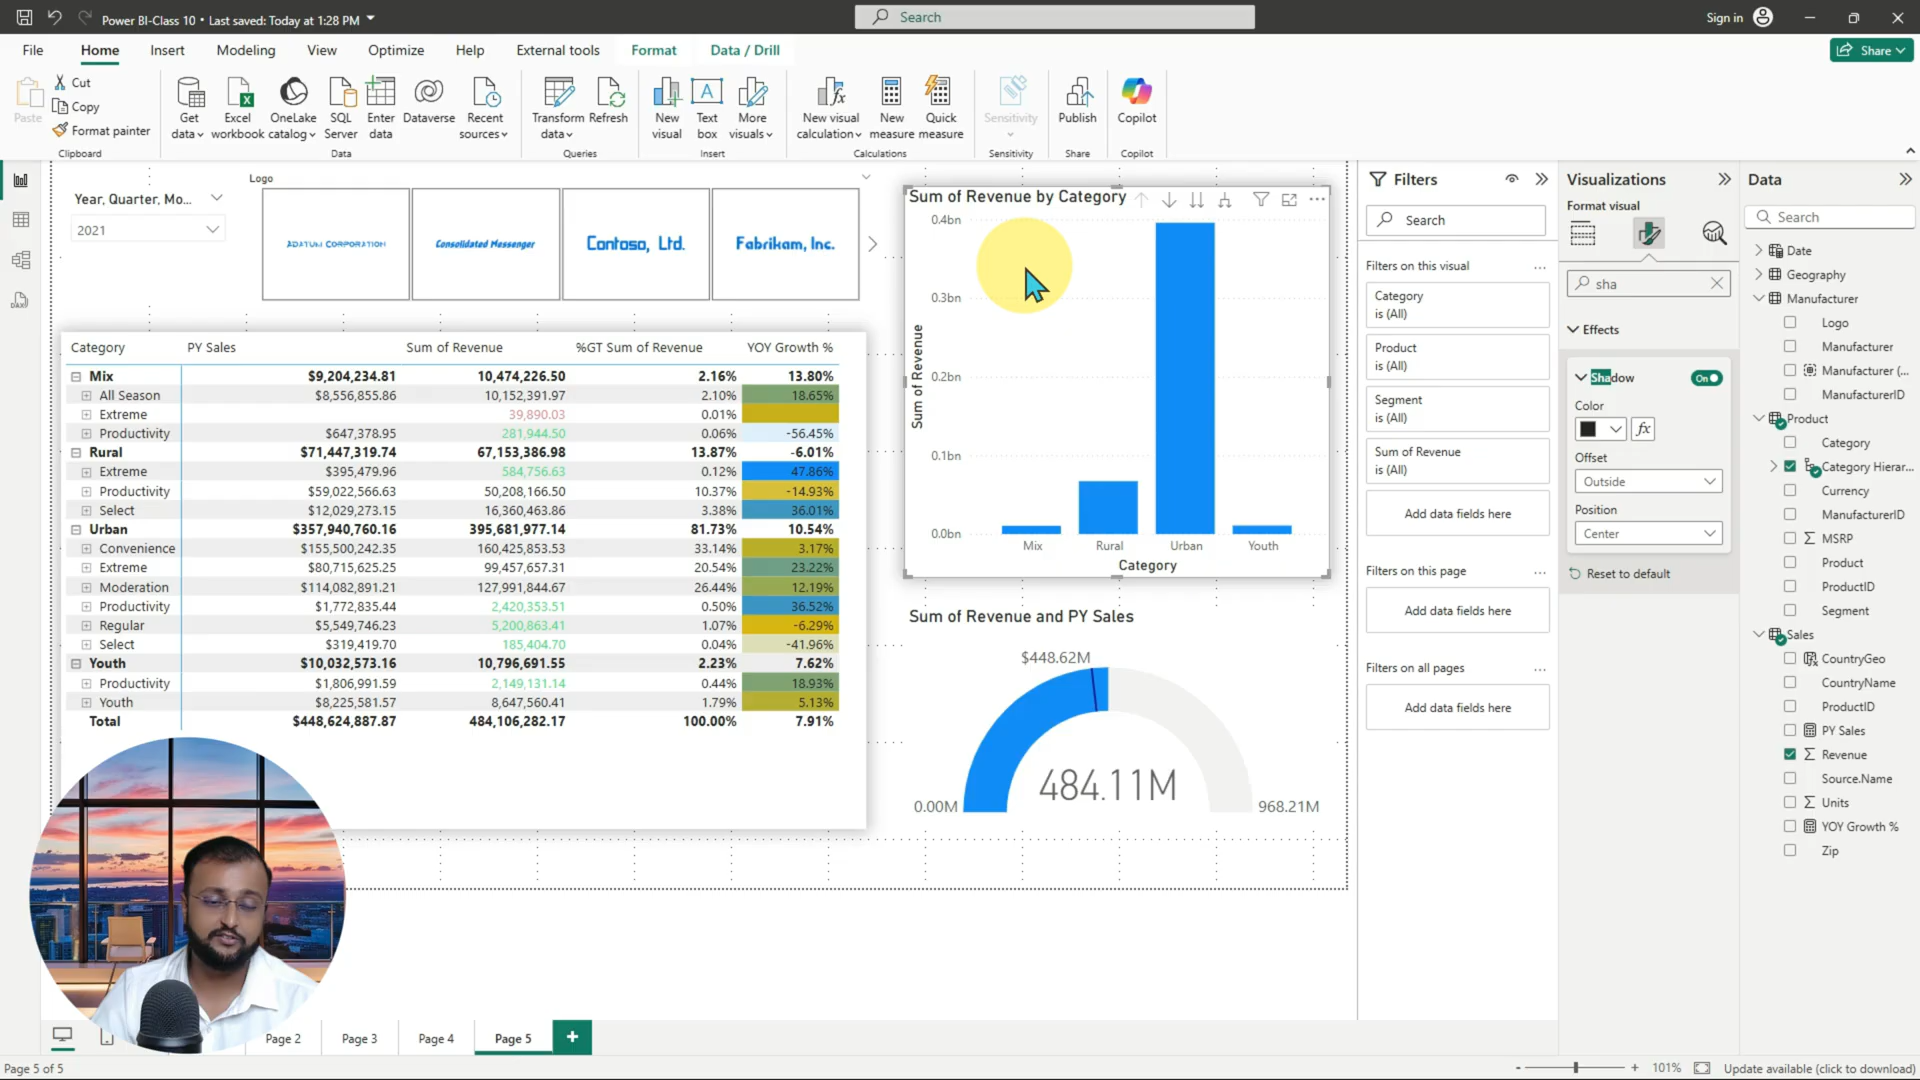 Power BI-Class 10 • Last saved: Today at 1:28 PM
Search
Sign in
File
Home
Insert
Modeling
View
Optimize
Help
External tools
Format
Data / Drill
Share
Paste
Cut
Copy
Format painter
Clipboard
Get data
Excel workbook
OneLake catalog
SQL Server
Enter data
Dataverse
Recent sources
Data
Transform data
Refresh
Queries
New visual
Text box
More visuals
Insert
New visual calculation
New measure
Quick measure
Calculations
Sensitivity
Sensitivity
Publish
Share
Copilot
Copilot
Year, Quarter, Mo...
2021
Logo
ADATUM CORPORATION
Consolidated Messenger
Contoso, Ltd.
Fabrikam, Inc.
Category PY Sales Sum of Revenue %GT Sum of Revenue YOY Growth %
Mix $9,204,234.81 10,474,226.50 2.16% 13.80%
All Season $8,556,855.86 10,152,391.97 2.10% 18.65%
Extreme 39,890.03 0.01%
Productivity $647,378.95 281,944.50 0.06% -56.45%
Rural $71,447,319.74 67,153,386.98 13.87% -6.01%
Extreme $395,479.96 584,756.63 0.12% 47.86%
Productivity $59,022,566.63 50,208,166.50 10.37% -14.93%
Select $12,029,273.15 16,360,463.86 3.38% 36.01%
Urban $357,940,760.16 395,681,977.14 81.73% 10.54%
Convenience $155,500,242.35 160,425,853.53 33.14% 3.17%
Extreme $80,715,625.25 99,457,657.31 20.54% 23.22%
Moderation $114,082,891.21 127,991,844.67 26.44% 12.19%
Productivity $1,772,835.44 2,420,353.51 0.50% 36.52%
Regular $5,549,746.23 5,200,863.41 1.07% -6.29%
Select $319,419.70 185,404.70 0.04% -41.96%
Youth $10,032,573.16 10,796,691.55 2.23% 7.62%
Productivity $1,806,991.59 2,149,131.14 0.44% 18.93%
Youth $8,225,581.57 8,647,560.41 1.79% 5.13%
Total $448,624,887.87 484,106,282.17 100.00% 7.91%
Sum of Revenue by Category
0.4bn
0.3bn
0.2bn
0.1bn
0.0bn
Sum of Revenue
Mix Rural Urban Youth
Category
Sum of Revenue and PY Sales
$448.62M
484.11M
0.00M
968.21M
Filters
Search
Filters on this visual
Category
is (All)
Product
is (All)
Segment
is (All)
Sum of Revenue
is (All)
Add data fields here
Filters on this page
Add data fields here
Filters on all pages
Add data fields here
Visualizations
Format visual
sha
Effects
Shadow
On
Color
fx
Offset
Outside
Position
Center
Reset to default
Data
Search
Date
Geography
Manufacturer
Logo
Manufacturer
Manufacturer (...
ManufacturerID
Product
Category
Category Hierar...
Currency
ManufacturerID
MSRP
Product
ProductID
Segment
Sales
CountryGeo
CountryName
ProductID
PY Sales
Revenue
Source.Name
Units
YOY Growth %
Zip
Page 2
Page 3
Page 4
Page 5
Page 5 of 5
101%
Update available (click to download)